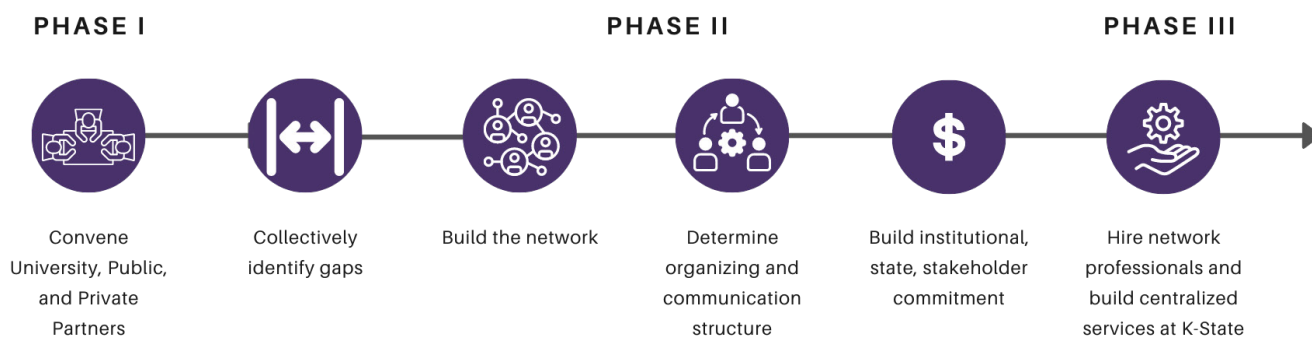 PHASE I
PHASE II
PHASE III
$
Convene
University, Public,
and Private
Partners
Collectively
identify gaps
Build the network
Determine
organizing and
communication
structure
Build institutional,
state, stakeholder
commitment
Hire network
professionals and
build centralized
services at K-State